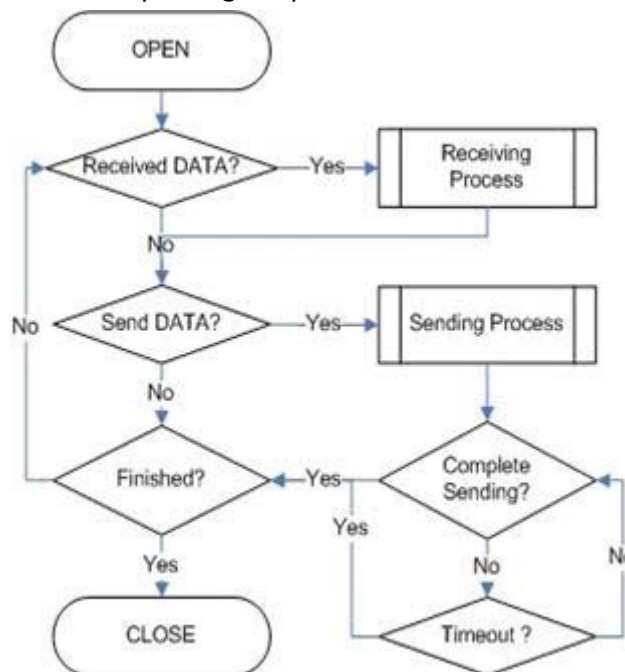 OPEN
Received DATA?
Yes
Receiving
Process
No
Send DATA?
Yes
Sending Process
No
No
Finished?
Yes
Complete
Sending?
Yes
Yes
No
No
CLOSE
Timeout ?